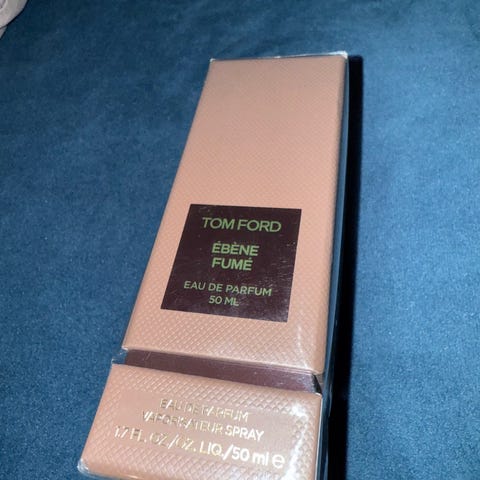 TOM FORD
ÉBÈNE
FUMÉ
EAU DE PARFUM
50 ML
EAU DE PARFUM
VAPORISATEUR SPRAY
1.7 FL. OZ/OZ. LIQ./50 ml ℮